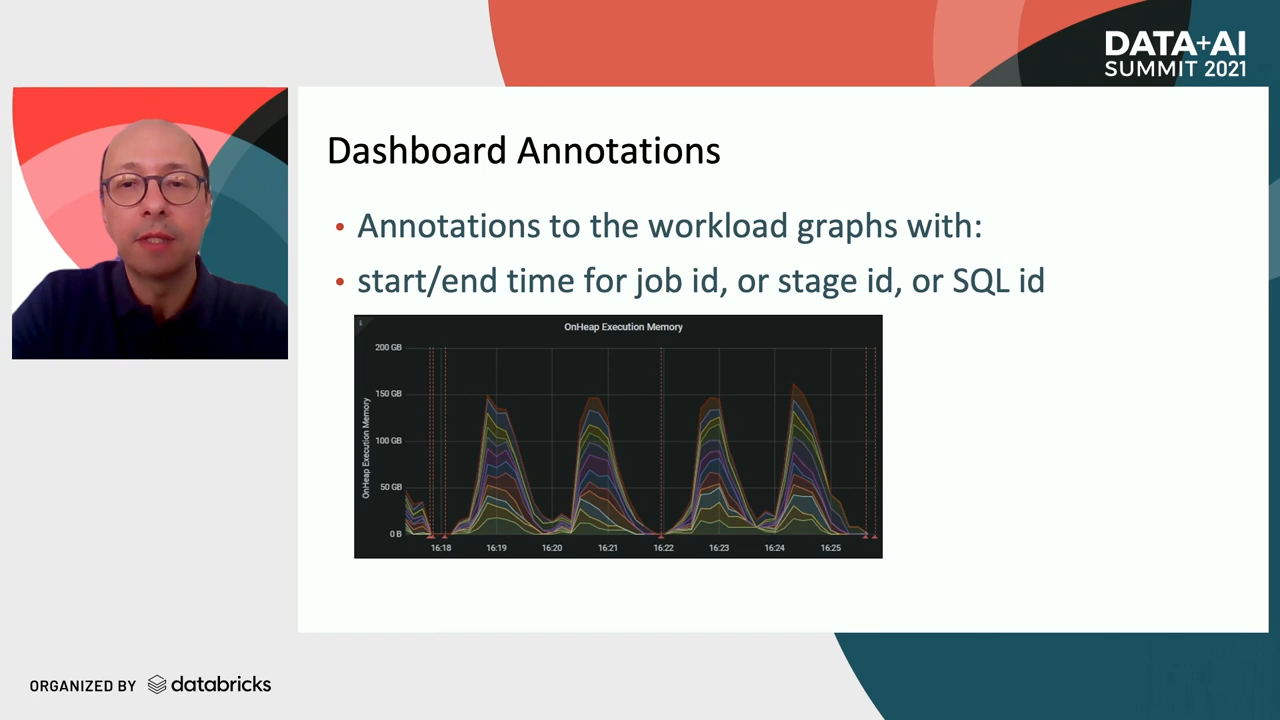 DATA+AI
SUMMIT 2021
Dashboard Annotations
• Annotations to the workload graphs with:
• start/end time for job id, or stage id, or SQL id
OnHeap Execution Memory
OnHeap Execution Memory
200 GB
150 GB
100 GB
50 GB
0 B
16:18 16:19 16:20 16:21 16:22 16:23 16:24 16:25
ORGANIZED BY databricks